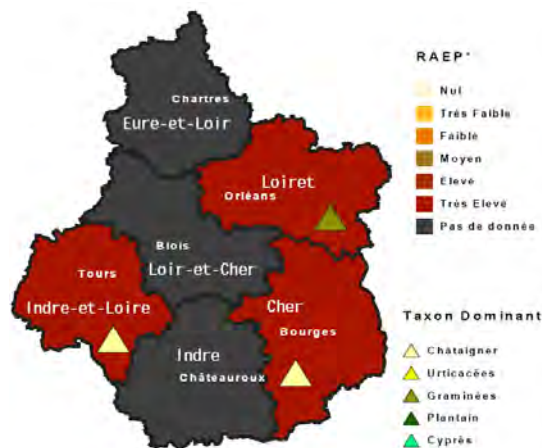 RAEP*
Nul
Très Faible
Faible
Moyen
Elevé
Très Elevé
Pas de donnée
Chartres
Eure-et-Loir
Loiret
Orléans
Blois
Loir-et-Cher
Tours
Indre-et-Loire
Cher
Bourges
Indre
Châteauroux
Taxon Dominant
Châtaigner
Urticacées
Graminées
Plantain
Cyprès